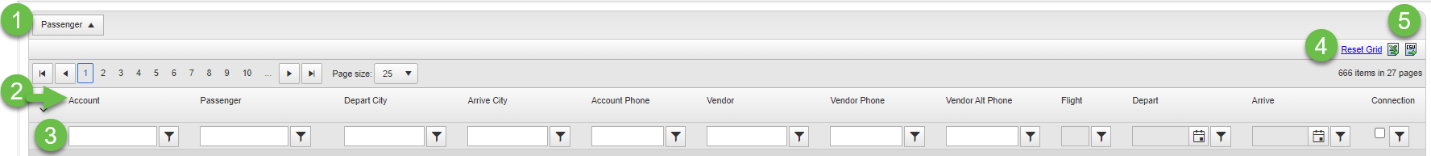 1
Passenger ▲
5
4 Reset Grid
1 2 3 4 5 6 7 8 9 10 ... Page size: 25 666 items in 27 pages
2 Account Passenger Depart City Arrive City Account Phone Vendor Vendor Phone Vendor Alt Phone Flight Depart Arrive Connection
3